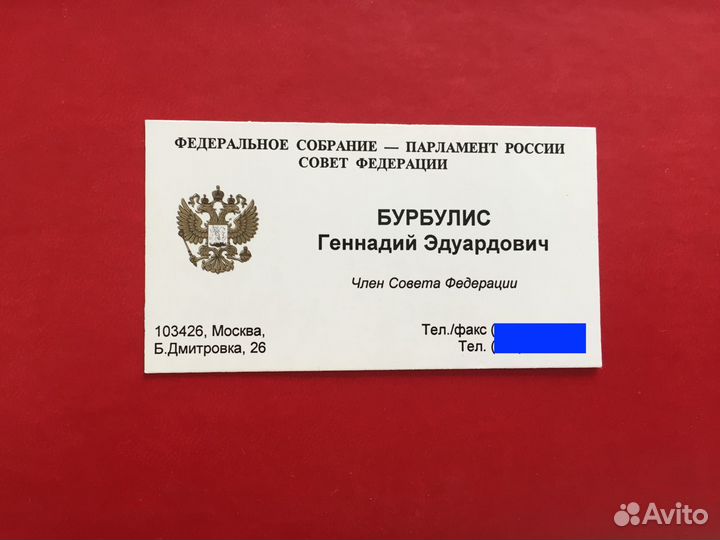 ФЕДЕРАЛЬНОЕ СОБРАНИЕ — ПАРЛАМЕНТ РОССИИ
СОВЕТ ФЕДЕРАЦИИ
БУРБУЛИС
Геннадий Эдуардович
Член Совета Федерации
103426, Москва,
Б.Дмитровка, 26
Тел./факс (
Тел. (
Avito